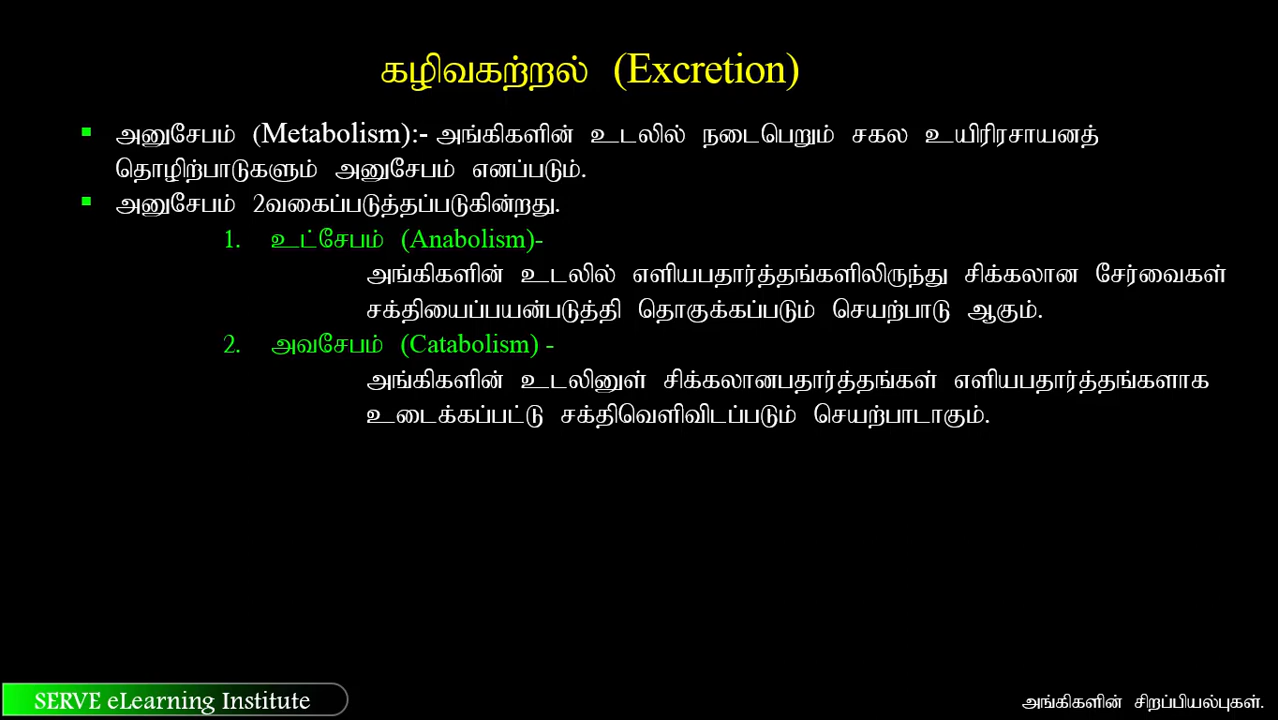 கழிவகற்றல் (Excretion)
▪ அனுசேபம் (Metabolism):- அங்கிகளின் உடலில் நடைபெறும் சகல உயிரிரசாயனத்
தொழிற்பாடுகளும் அனுசேபம் எனப்படும்.
▪ அனுசேபம் 2வகைப்படுத்தப்படுகின்றது.
1. உட்சேபம் (Anabolism)-
அங்கிகளின் உடலில் எளியபதார்த்தங்களிலிருந்து சிக்கலான சேர்வைகள்
சக்தியைப்பயன்படுத்தி தொகுக்கப்படும் செயற்பாடு ஆகும்.
2. அவசேபம் (Catabolism) -
அங்கிகளின் உடலினுள் சிக்கலானபதார்த்தங்கள் எளியபதார்த்தங்களாக
உடைக்கப்பட்டு சக்திவெளிவிடப்படும் செயற்பாடாகும்.
SERVE eLearning Institute
அங்கிகளின் சிறப்பியல்புகள்.